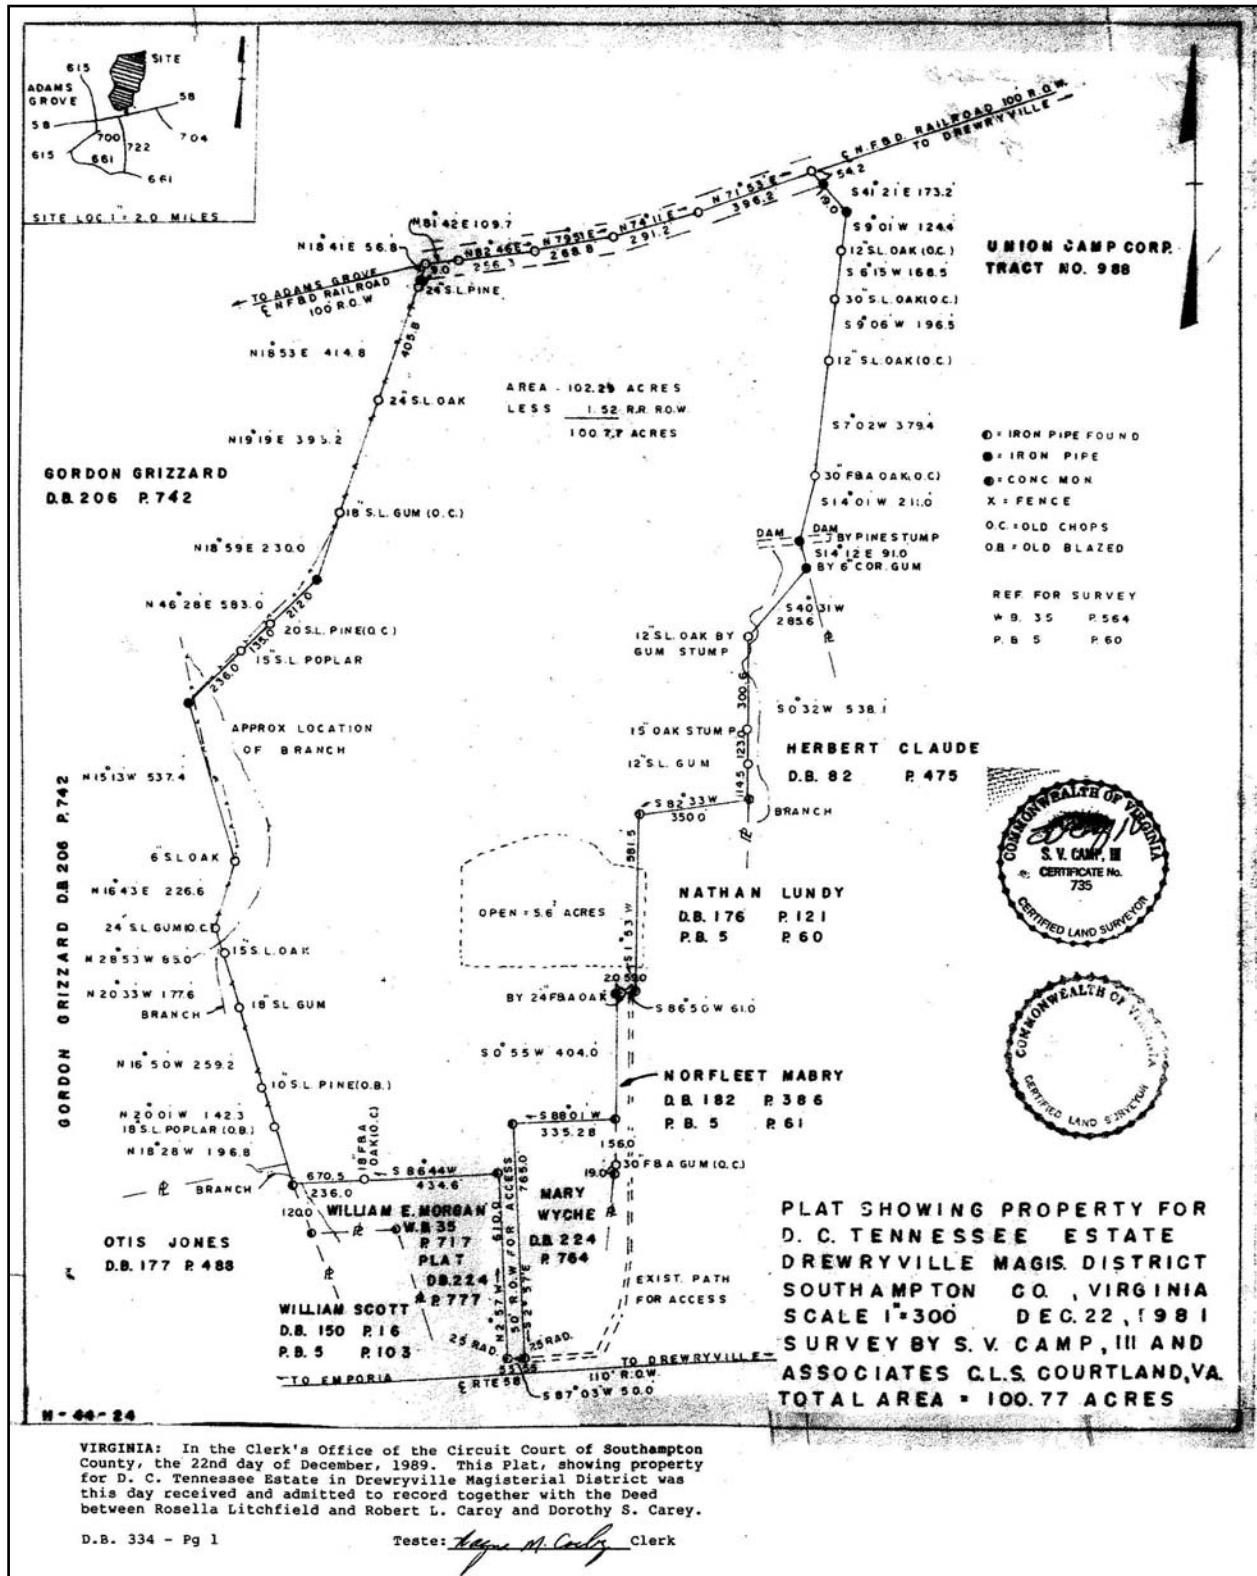 SITE
615
ADAMS
GROVE
58
58
700
722
704
615
661
661
SITE LOC 1" = 2.0 MILES
℄ N.F.&D. RAILROAD 100' R.O.W.
TO DREWRYVILLE
N 71° 53' E
396.2
54.2
19.0
S 41° 21' E 173.2'
N 81° 42' E 109.7'
N 18° 41' E 56.8'
N 82° 46' E
256.3
N 79° 51' E
268.8
N 74° 11' E
291.2
S 9° 01' W 124.4'
12" S.L. OAK (O.C.)
S 6° 15' W 168.5'
UNION CAMP CORP.
TRACT NO. 988
TO ADAMS GROVE
℄ N F & D RAILROAD
100' R.O.W
9.0
24" S.L. PINE
30" S.L. OAK (O.C.)
S 9° 06' W 196.5'
405.8
N 18° 53' E 414.8'
12" S.L. OAK (O.C.)
AREA - 102.29 ACRES
LESS 1.52 R.R. R.O.W.
100.77 ACRES
24" S.L. OAK
N 19° 19' E 395.2'
S 7° 02' W 379.4'
= IRON PIPE FOUND
= IRON PIPE
= CONC. MON
X = FENCE
O.C. = OLD CHOPS
O.B = OLD BLAZED
GORDON GRIZZARD
D.B. 206 P. 742
30" F.B.A OAK (O.C.)
S 14° 01' W 211.0'
18" S.L. GUM (O.C.)
N 18° 59' E 230.0'
DAM
DAM
BY PINE STUMP
S 14° 12' E 91.0'
BY 6" COR. GUM
REF. FOR SURVEY
W B. 35 P. 564
P. B 5 P. 60
N 46° 28' E 583.0'
212.0
S 40° 31' W
285.6
20" S.L. PINE (O.C.)
135.0
15" S.L. POPLAR
236.0
12" S.L. OAK BY
GUM STUMP
300.6
S 0° 32' W 538.1'
APPROX LOCATION
OF BRANCH
15" OAK STUMP
123.0
HERBERT CLAUDE
D.B. 82 P. 475
12" S.L. GUM
114.5
N 15° 13' W 537.4'
GORDON GRIZZARD D.B 206 P. 742
S 82° 33' W
350.0
BRANCH
581.5
6" S.L OAK
N 16° 43' E 226.6'
COMMONWEALTH OF VIRGINIA
S. V. CAMP, III
CERTIFICATE No.
735
CERTIFIED LAND SURVEYOR
NATHAN LUNDY
D.B. 176 P. 121
P.B. 5 P. 60
OPEN = 5.6± ACRES
S 1° 53' W
24" S.L. GUM (O.C.)
N 28° 53' W 85.0'
15" S.L. OAK
N 20° 33' W 177.6'
BRANCH
18" S.L GUM
2.0 59.0
BY 24" F.B.A OAK
S 86° 50' W 61.0'
COMMONWEALTH OF VIRGINIA
CERTIFIED LAND SURVEYOR
S 0° 55' W 404.0'
N 16° 50' W 259.2'
NORFLEET MABRY
D.B. 182 P. 386
P. B. 5 P. 61
10" S.L. PINE (O.B.)
N 20° 01' W 142.3'
18" S.L. POPLAR (O.B.)
N 18° 28' W 196.8'
S 88° 01' W
335.28
156.0
30" F.B.A GUM (O.C.)
19.0
18" F.B.A
OAK (O.C.)
BRANCH
670.5
236.0
S 86° 44' W
434.6
120.0
WILLIAM E. MORGAN
W.B 35
P. 717
PLAT
D.B. 224
P. 777
MARY
WYCHE
D.B. 224
P. 764
N 2° 57' W 610.0'
50' R.O.W FOR ACCESS
S 2° 57' E 765.0'
OTIS JONES
D.B. 177 P. 488
WILLIAM SCOTT
D.B. 150 P. 16
P.B. 5 P. 103
EXIST. PATH
FOR ACCESS
25' RAD.
25' RAD.
TO EMPORIA
℄ RTE 58
55
55
110' R.O.W.
TO DREWRYVILLE
S 87° 03' W 50.0'
PLAT SHOWING PROPERTY FOR
D. C. TENNESSEE ESTATE
DREWRYVILLE MAGIS. DISTRICT
SOUTHAMPTON CO., VIRGINIA
SCALE 1" = 300' DEC. 22, 1981
SURVEY BY S. V. CAMP, III AND
ASSOCIATES C.L.S. COURTLAND, VA.
TOTAL AREA = 100.77 ACRES
H-44-24
VIRGINIA: In the Clerk's Office of the Circuit Court of Southampton
County, the 22nd day of December, 1989. This Plat, showing property
for D. C. Tennessee Estate in Drewryville Magisterial District was
this day received and admitted to record together with the Deed
between Rosella Litchfield and Robert L. Carey and Dorothy S. Carey.
D.B. 334 - Pg 1
Teste: Wayne M. Cosby Clerk